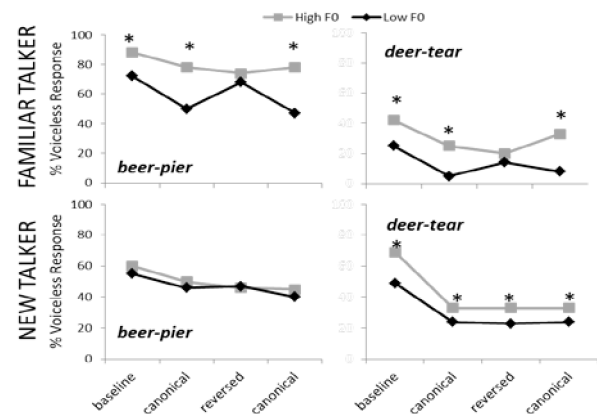 High F0 Low F0
FAMILIAR TALKER
% Voiceless Response
100
80
60
40
20
0
* * *
beer-pier
100
80
60
40
20
0
deer-tear
* * *
NEW TALKER
% Voiceless Response
100
80
60
40
20
0
beer-pier
baseline canonical reversed canonical
100
80
60
40
20
0
deer-tear
* * * *
baseline canonical reversed canonical